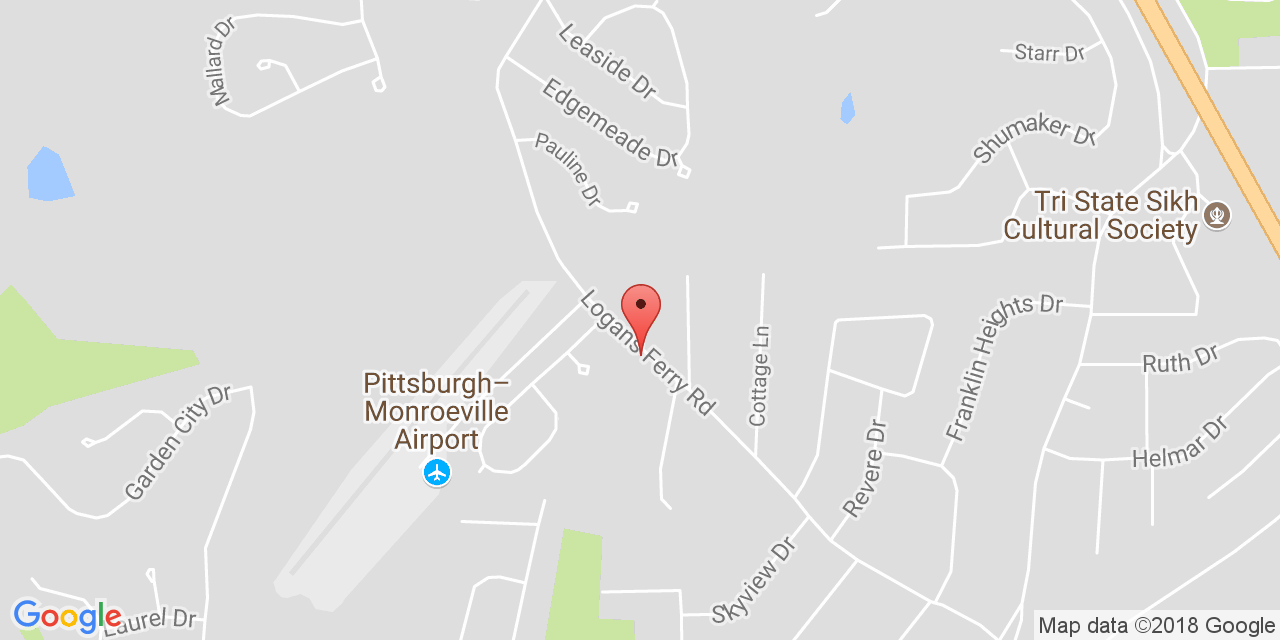 Mallard Dr
Leaside Dr
Edgemeade Dr
Pauline Dr
Starr Dr
Shumaker Dr
Tri State Sikh
Cultural Society
Logans Ferry Rd
Cottage Ln
Franklin Heights Dr
Ruth Dr
Helmar Dr
Revere Dr
Pittsburgh–
Monroeville
Airport
Garden City Dr
Skyview Dr
Laurel Dr
Google
Map data ©2018 Google